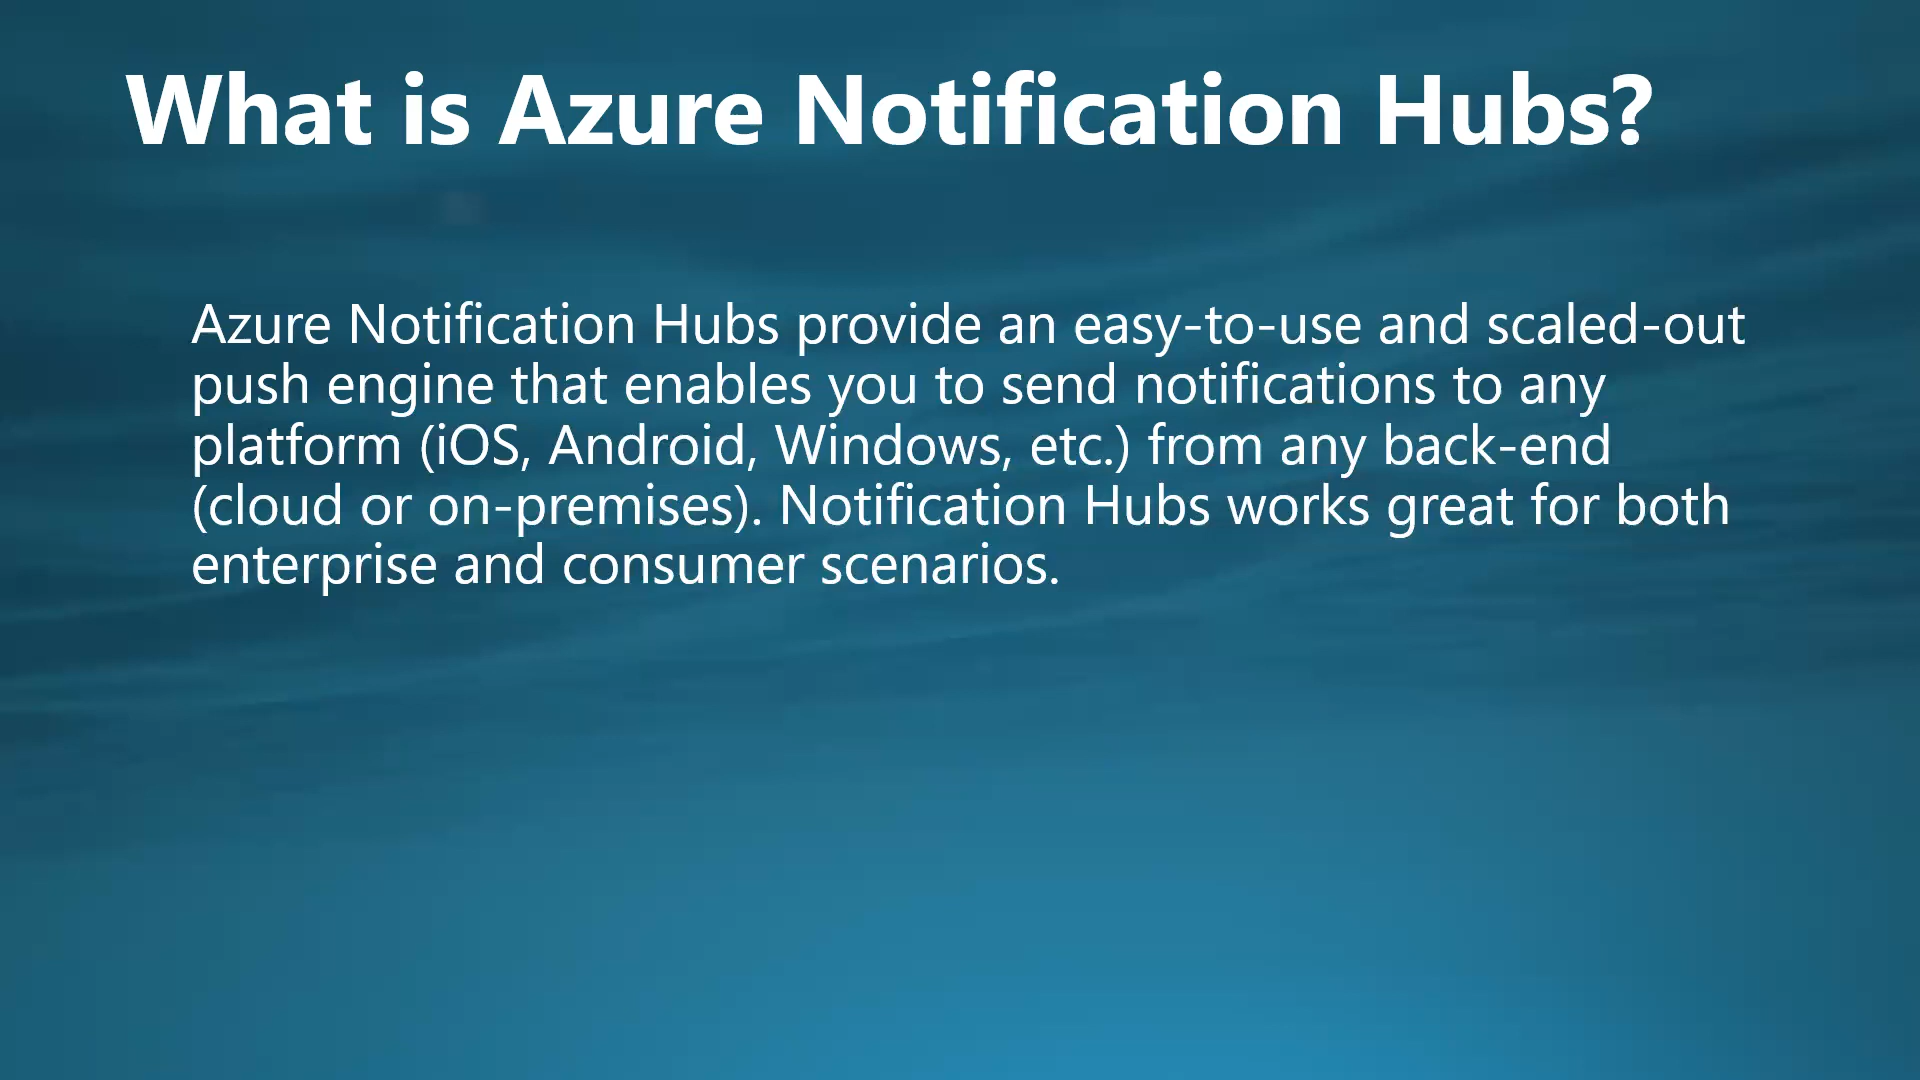 What is Azure Notification Hubs?
Azure Notification Hubs provide an easy-to-use and scaled-out
push engine that enables you to send notifications to any
platform (iOS, Android, Windows, etc.) from any back-end
(cloud or on-premises). Notification Hubs works great for both
enterprise and consumer scenarios.